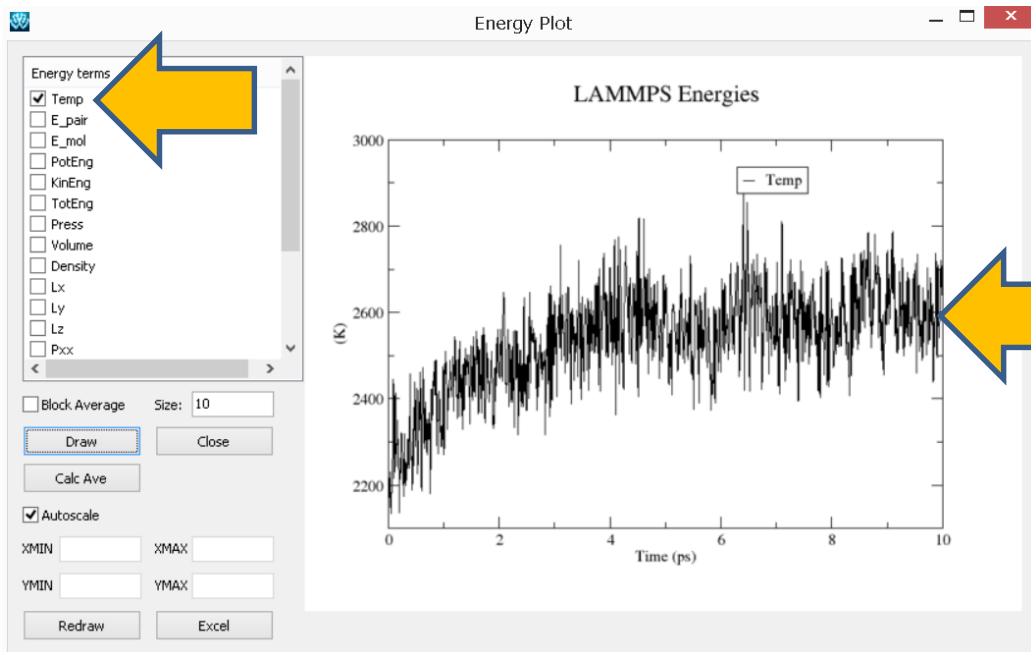 Energy Plot
Energy terms
Temp
E_pair
E_mol
PotEng
KinEng
TotEng
Press
Volume
Density
Lx
Ly
Lz
Pxx
Block Average
Size: 10
Draw
Close
Calc Ave
Autoscale
XMIN
XMAX
YMIN
YMAX
Redraw
Excel
LAMMPS Energies
Temp
3000
2800
2600
2400
2200
(K)
0 2 4 6 8 10
Time (ps)